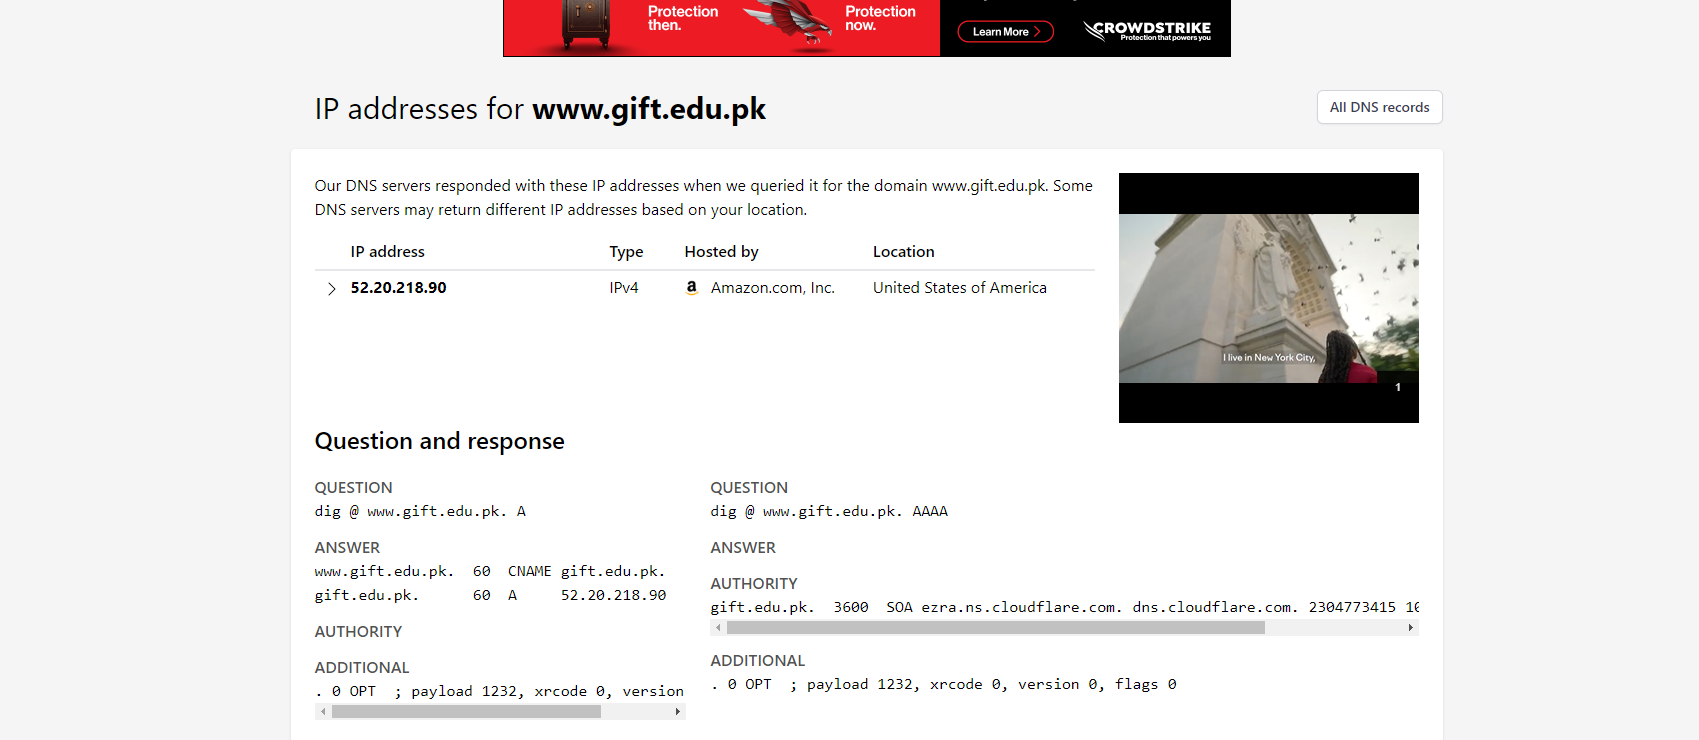 Protection
then.
Protection
now.
Learn More
CROWDSTRIKE
Protection that powers you
IP addresses for www.gift.edu.pk
All DNS records
Our DNS servers responded with these IP addresses when we queried it for the domain www.gift.edu.pk. Some
DNS servers may return different IP addresses based on your location.
IP address Type Hosted by Location
52.20.218.90 IPv4 a Amazon.com, Inc. United States of America
I live in New York City,
1
Question and response
QUESTION
dig @ www.gift.edu.pk. A
ANSWER
www.gift.edu.pk. 60 CNAME gift.edu.pk.
gift.edu.pk. 60 A 52.20.218.90
AUTHORITY
ADDITIONAL
. 0 OPT ; payload 1232, xrcode 0, version
QUESTION
dig @ www.gift.edu.pk. AAAA
ANSWER
AUTHORITY
gift.edu.pk. 3600 SOA ezra.ns.cloudflare.com. dns.cloudflare.com. 2304773415
ADDITIONAL
. 0 OPT ; payload 1232, xrcode 0, version 0, flags 0